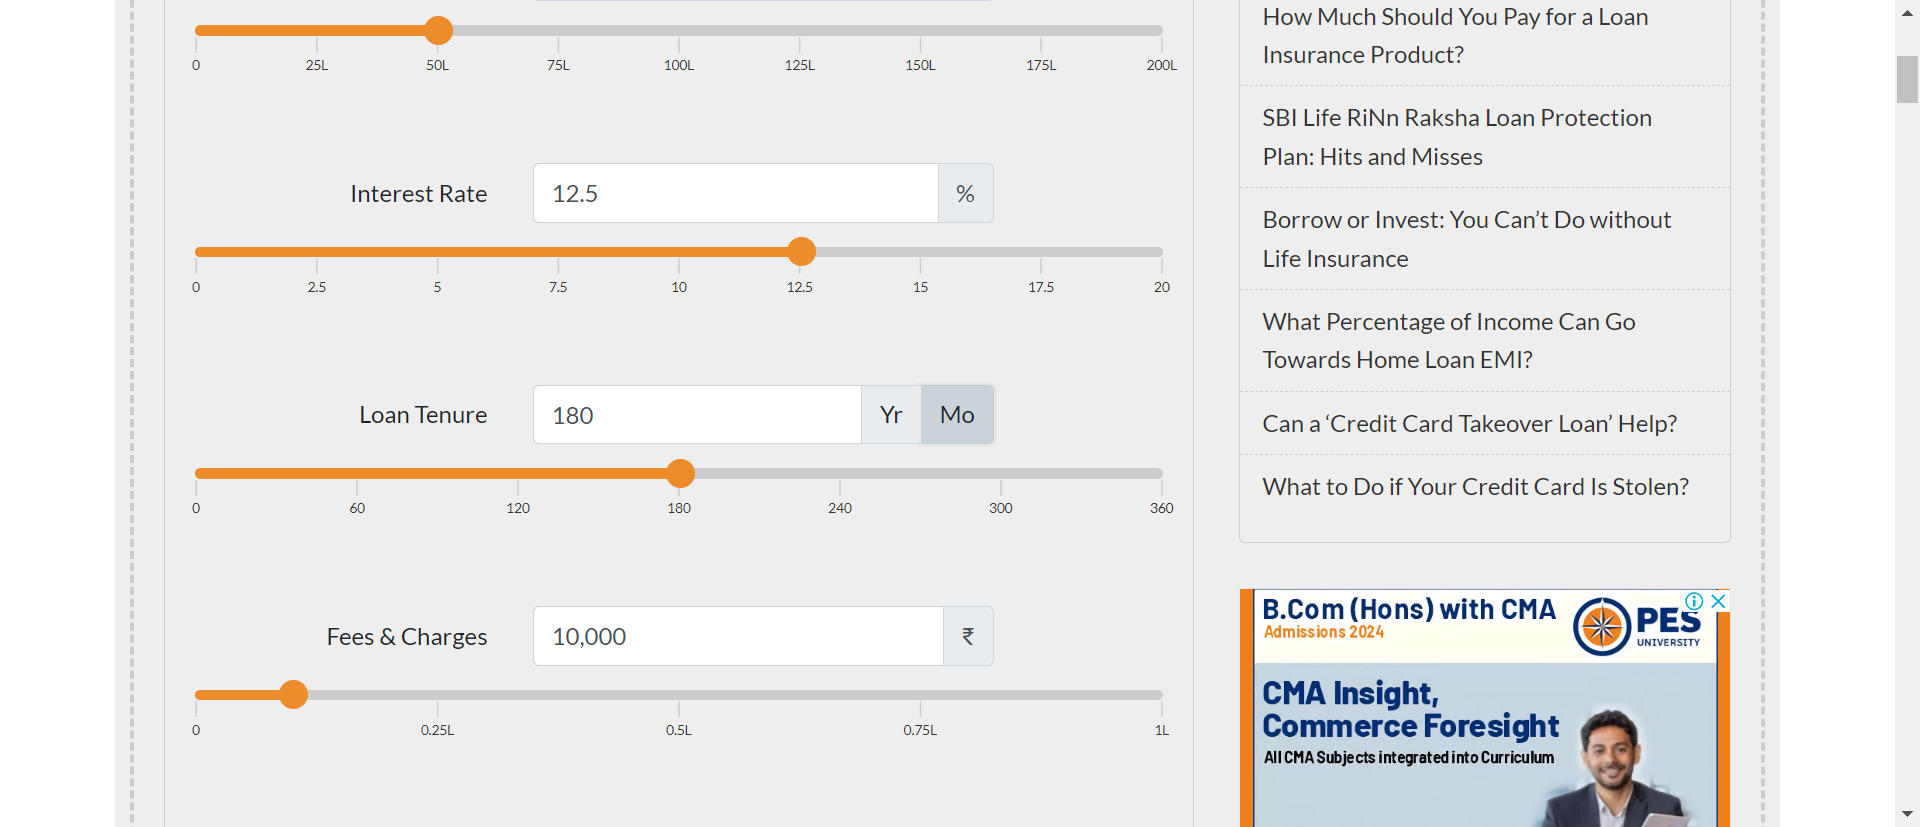 0 25L 50L 75L 100L 125L 150L 175L 200L
Interest Rate 12.5 %
0 2.5 5 7.5 10 12.5 15 17.5 20
Loan Tenure 180 Yr Mo
0 60 120 180 240 300 360
Fees & Charges 10,000 ₹
0 0.25L 0.5L 0.75L 1L
How Much Should You Pay for a Loan
Insurance Product?
SBI Life RiNn Raksha Loan Protection
Plan: Hits and Misses
Borrow or Invest: You Can’t Do without
Life Insurance
What Percentage of Income Can Go
Towards Home Loan EMI?
Can a ‘Credit Card Takeover Loan’ Help?
What to Do if Your Credit Card Is Stolen?
B.Com (Hons) with CMA
Admissions 2024
PES
UNIVERSITY
CMA Insight,
Commerce Foresight
All CMA Subjects integrated into Curriculum